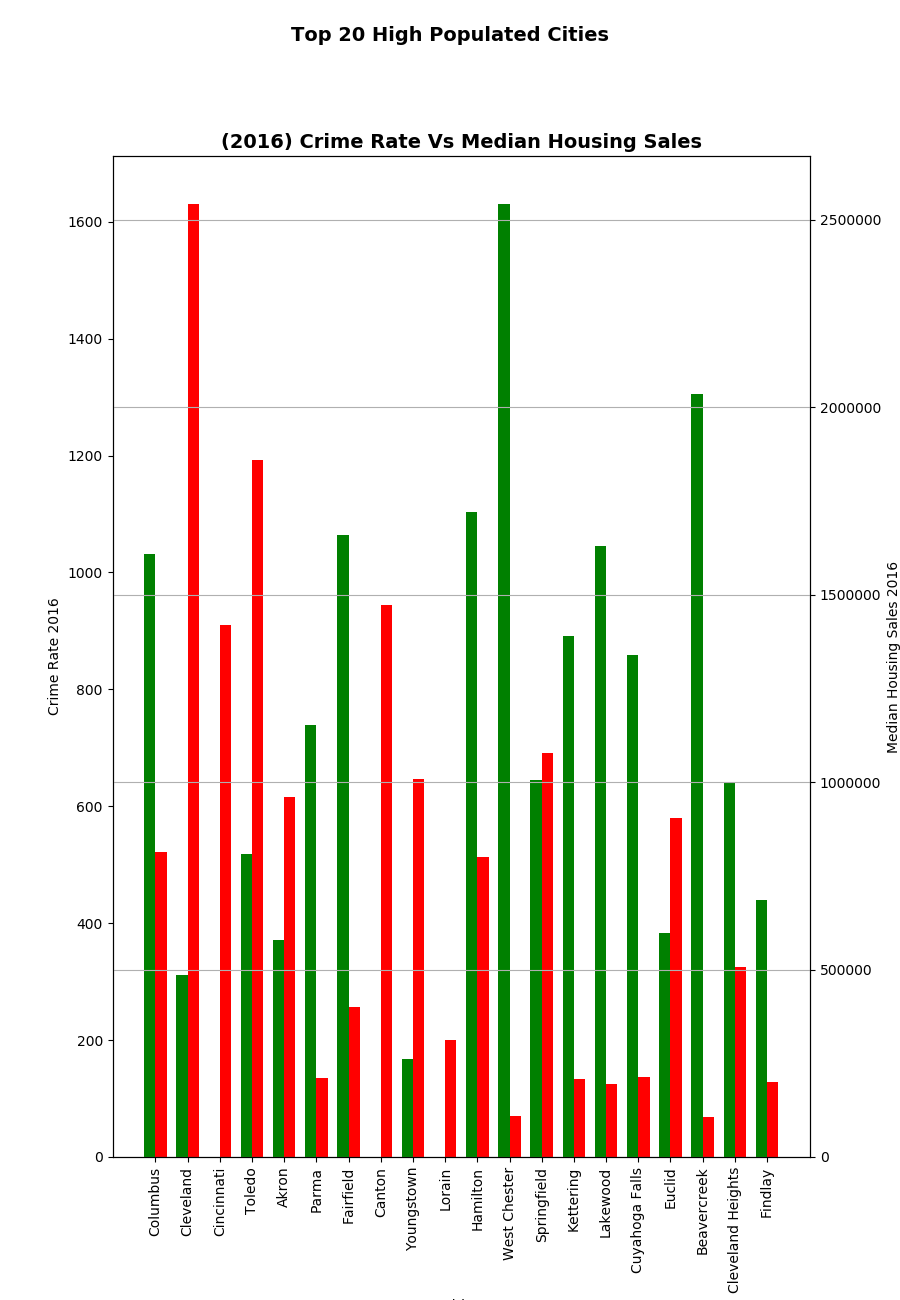 Top 20 High Populated Cities
(2016) Crime Rate Vs Median Housing Sales
1600
1400
1200
1000
800
600
400
200
0
Crime Rate 2016
2500000
2000000
1500000
1000000
500000
0
Median Housing Sales 2016
Columbus
Cleveland
Cincinnati
Toledo
Akron
Parma
Fairfield
Canton
Youngstown
Lorain
Hamilton
West Chester
Springfield
Kettering
Lakewood
Cuyahoga Falls
Euclid
Beavercreek
Cleveland Heights
Findlay